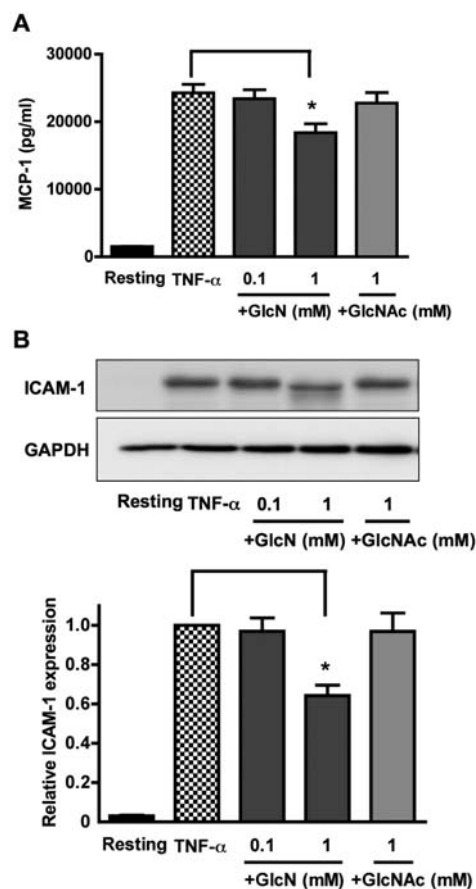 A
MCP-1 (pg/ml)
30000
20000
10000
0
*
Resting TNF-α 0.1 1 1
+GlcN (mM) +GlcNAc (mM)
B
ICAM-1
GAPDH
Resting TNF-α 0.1 1 1
+GlcN (mM) +GlcNAc (mM)
Relative ICAM-1 expression
1.0
0.8
0.6
0.4
0.2
0
*
Resting TNF-α 0.1 1 1
+GlcN (mM) +GlcNAc (mM)